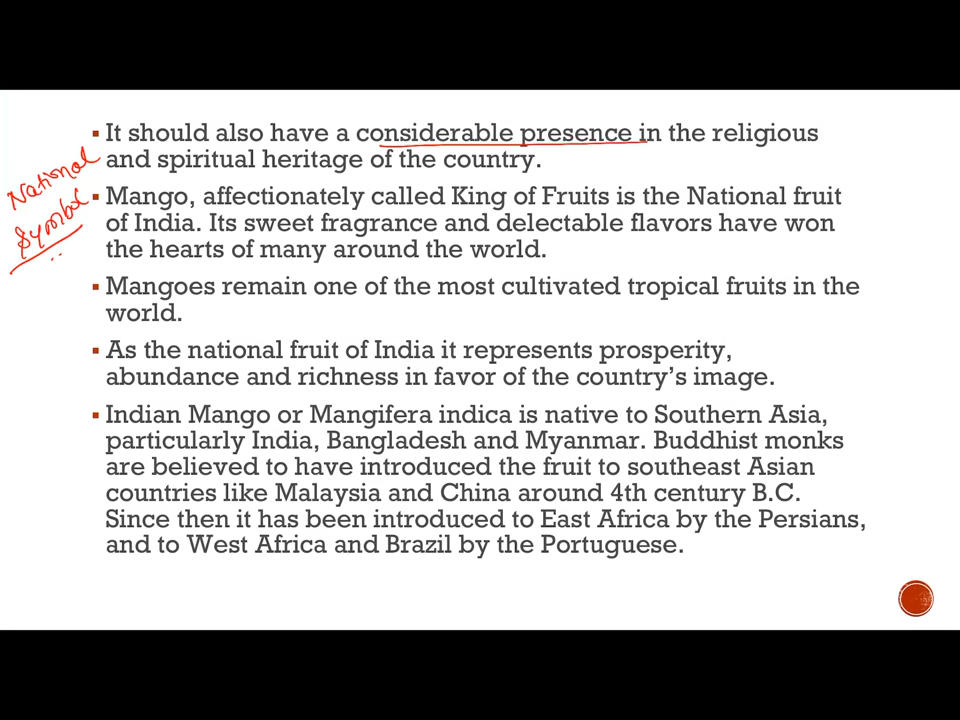 ▪ It should also have a considerable presence in the religious
and spiritual heritage of the country.
National
Symbol
▪ Mango, affectionately called King of Fruits is the National fruit
of India. Its sweet fragrance and delectable flavors have won
the hearts of many around the world.
▪ Mangoes remain one of the most cultivated tropical fruits in the
world.
▪ As the national fruit of India it represents prosperity,
abundance and richness in favor of the country's image.
▪ Indian Mango or Mangifera indica is native to Southern Asia,
particularly India, Bangladesh and Myanmar. Buddhist monks
are believed to have introduced the fruit to southeast Asian
countries like Malaysia and China around 4th century B.C.
Since then it has been introduced to East Africa by the Persians,
and to West Africa and Brazil by the Portuguese.